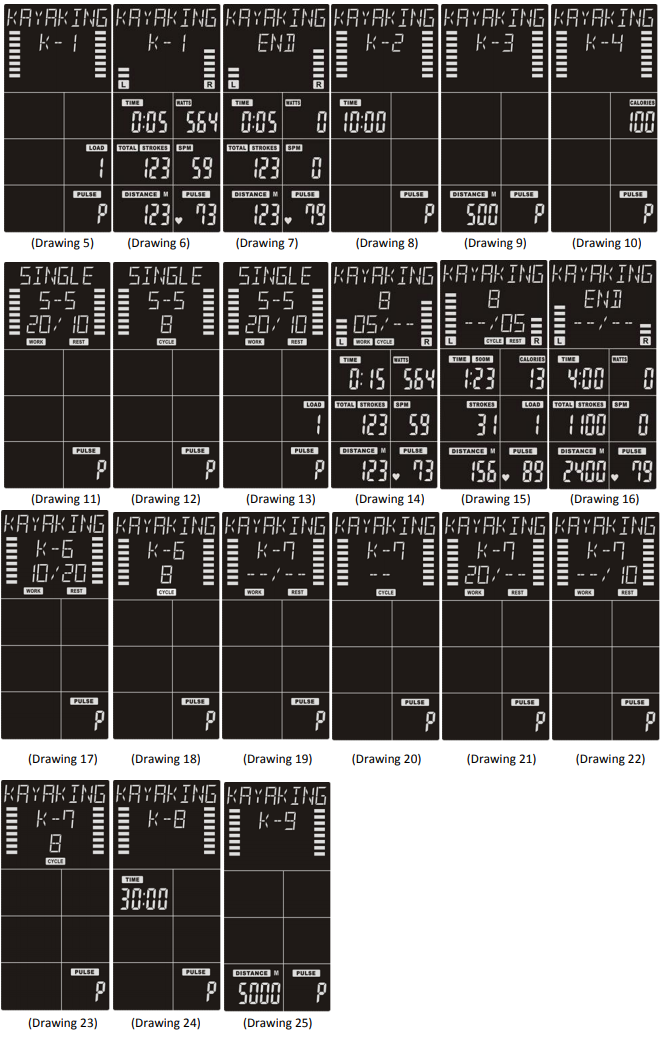 KAYAKING KAYAKING KAYAKING KAYAKING KAYAKING KAYAKING
K-1 K-1 END K-2 K-3 K-4
L R L R
TIME WATTS TIME WATTS TIME CALORIES
0:05 564 0:05 0 10:00 100
LOAD TOTAL STROKES SPM TOTAL STROKES SPM
1 123 59 123 0
PULSE DISTANCE M PULSE DISTANCE M PULSE PULSE DISTANCE M PULSE PULSE
P 123 73 123 79 P 500 P P
(Drawing 5) (Drawing 6) (Drawing 7) (Drawing 8) (Drawing 9) (Drawing 10)
SINGLE SINGLE SINGLE KAYAKING KAYAKING KAYAKING
S-5 S-5 S-5 8 8 END
20/10 8 20/10 05/-- --/05 --/--
WORK REST CYCLE WORK REST L WORK CYCLE R L CYCLE REST R L R
TIME WATTS TIME 500M CALORIES TIME WATTS
0:15 564 1:23 13 4:00 0
LOAD TOTAL STROKES SPM STROKES LOAD TOTAL STROKES SPM
1 123 59 31 1 1100 0
PULSE PULSE PULSE DISTANCE M PULSE DISTANCE M PULSE DISTANCE M PULSE
P P P 123 73 156 89 2400 79
(Drawing 11) (Drawing 12) (Drawing 13) (Drawing 14) (Drawing 15) (Drawing 16)
KAYAKING KAYAKING KAYAKING KAYAKING KAYAKING KAYAKING
K-6 K-6 K-7 K-7 K-7 K-7
10/20 8 --/-- -- 20/-- --/10
WORK REST CYCLE WORK REST CYCLE WORK REST WORK REST
PULSE PULSE PULSE PULSE PULSE PULSE
P P P P P P
(Drawing 17) (Drawing 18) (Drawing 19) (Drawing 20) (Drawing 21) (Drawing 22)
KAYAKING KAYAKING KAYAKING
K-7 K-8 K-9
8
CYCLE
TIME
30:00
PULSE PULSE DISTANCE M PULSE
P P 5000 P
(Drawing 23) (Drawing 24) (Drawing 25)